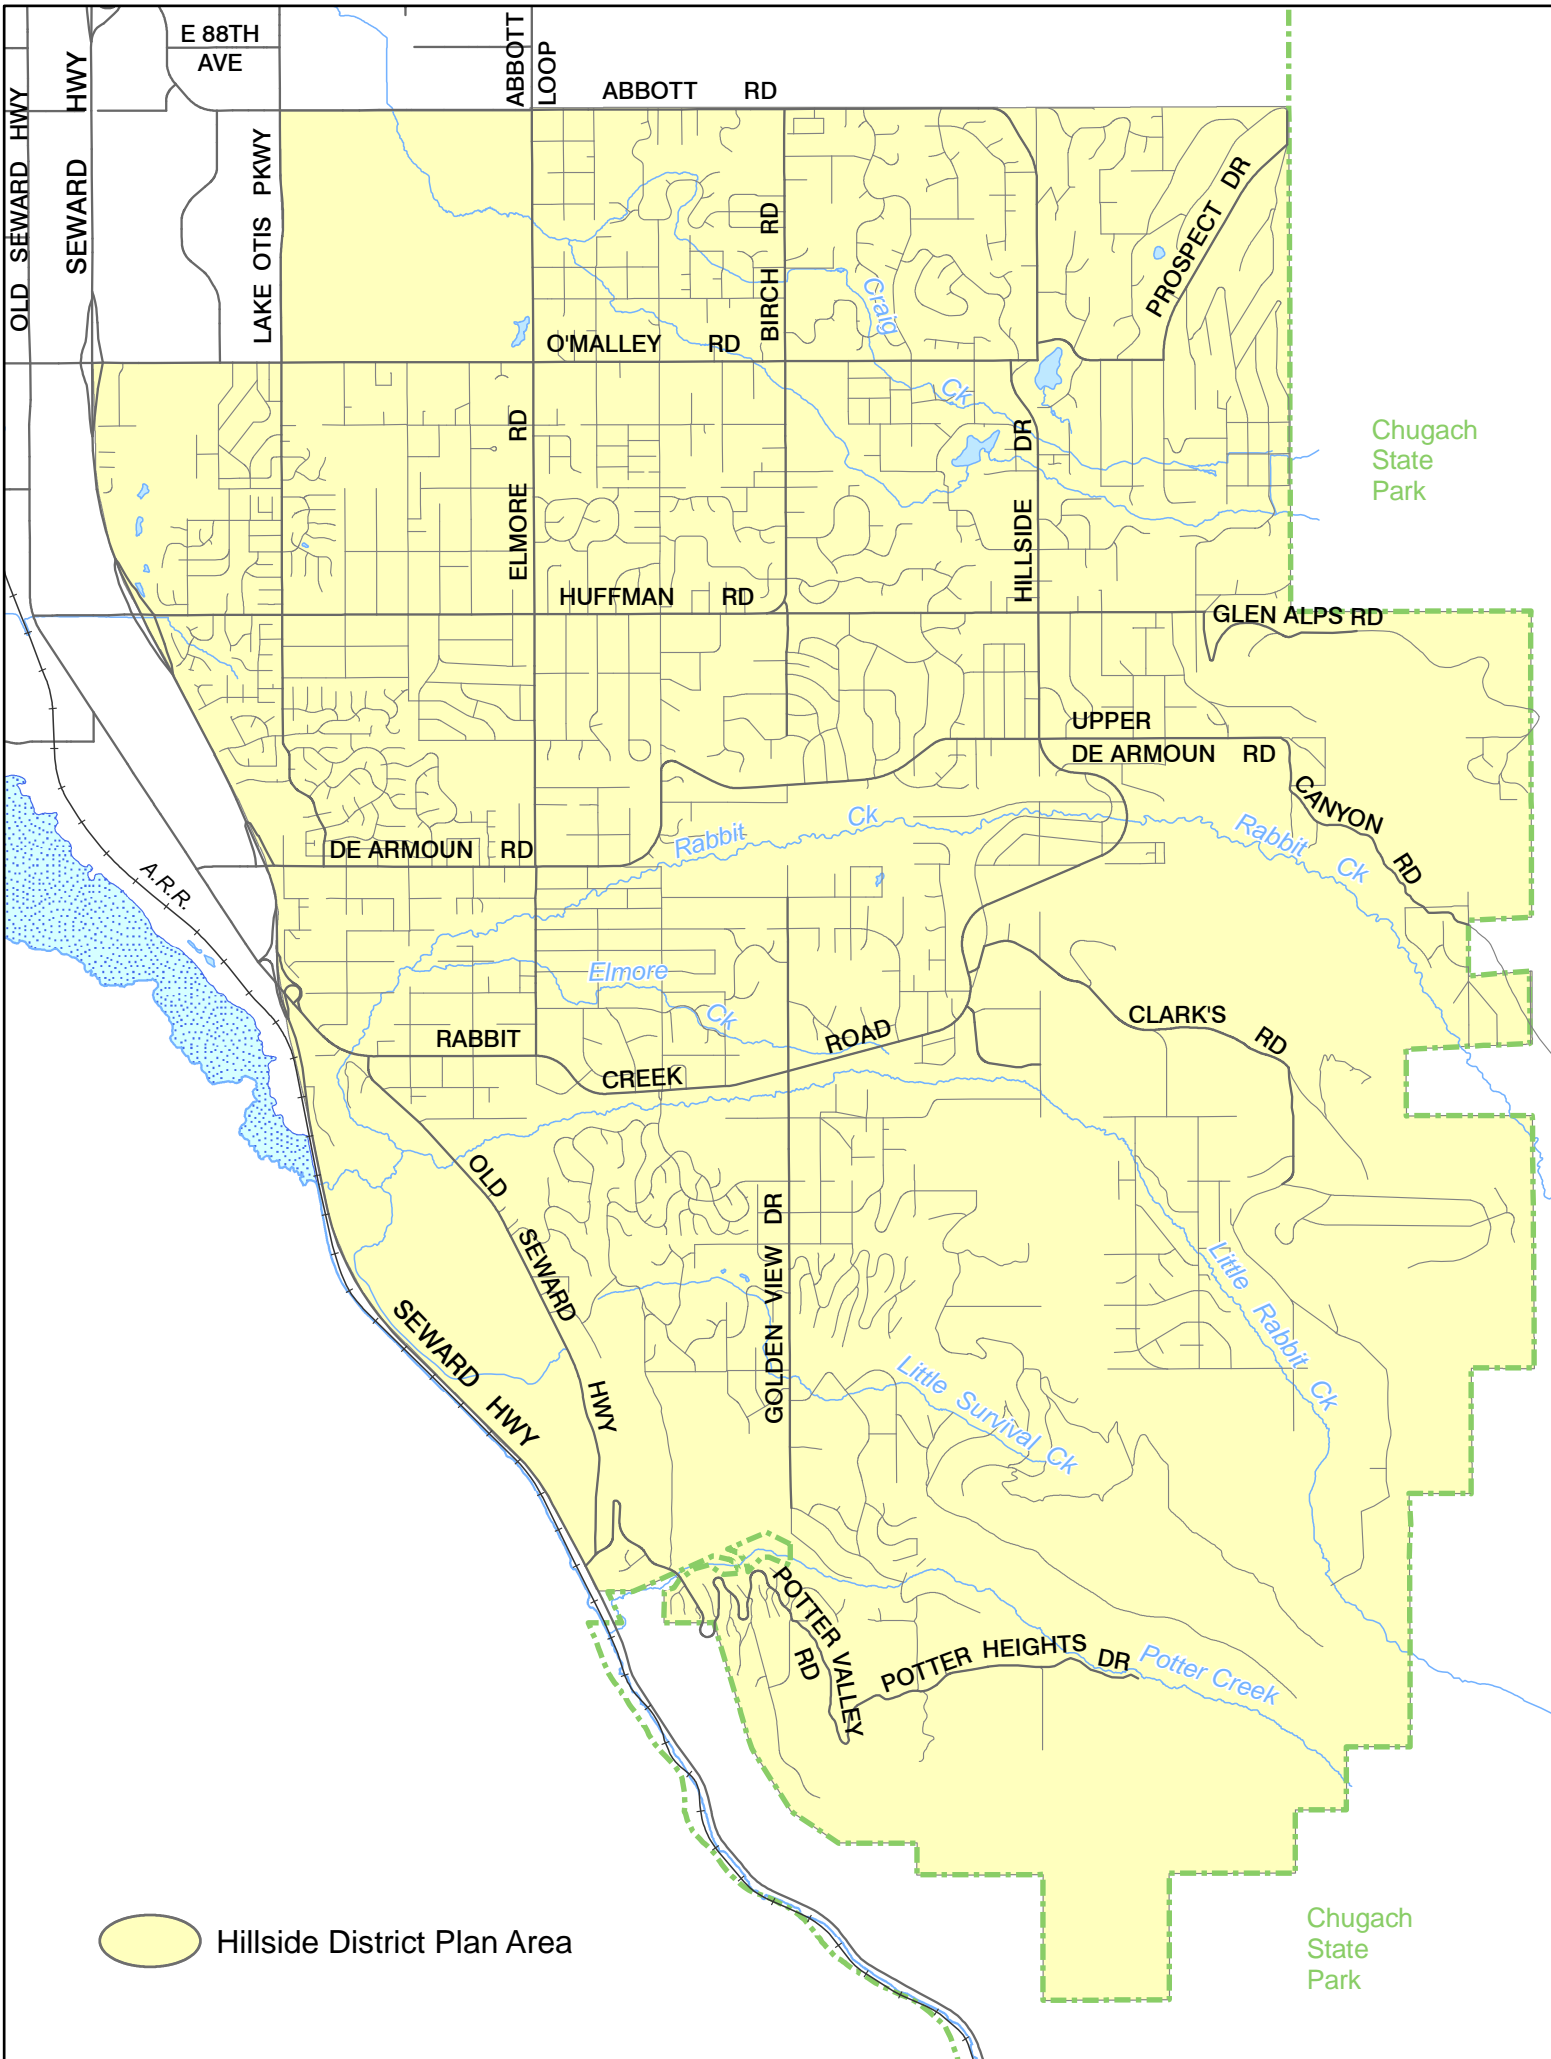 E 88TH
AVE
ABBOTT
LOOP
ABBOTT RD
OLD SEWARD HWY
SEWARD HWY
LAKE OTIS PKWY
BIRCH RD
PROSPECT DR
Craig
Ck
O'MALLEY RD
ELMORE RD
HILLSIDE DR
Chugach
State
Park
HUFFMAN RD
GLEN ALPS RD
UPPER
DE ARMOUN RD
CANYON RD
Rabbit Ck
Rabbit Ck
DE ARMOUN RD
A.R.R.
Elmore
Ck
CLARK'S RD
RABBIT
CREEK
ROAD
OLD SEWARD HWY
GOLDEN VIEW DR
Little Rabbit Ck
SEWARD HWY
Little Survival Ck
POTTER VALLEY
RD
POTTER HEIGHTS DR
Potter Creek
Hillside District Plan Area
Chugach
State
Park